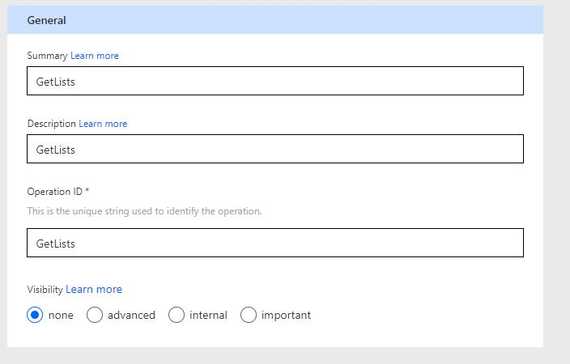 General
Summary Learn more
GetLists
Description Learn more
GetLists
Operation ID *
This is the unique string used to identify the operation.
GetLists
Visibility Learn more
none advanced internal important